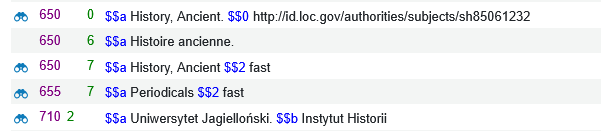 650 0 $$a History, Ancient. $$0 http://id.loc.gov/authorities/subjects/sh85061232
650 6 $$a Histoire ancienne.
650 7 $$a History, Ancient $$2 fast
655 7 $$a Periodicals $$2 fast
710 2 $$a Uniwersytet Jagielloński. $$b Instytut Historii